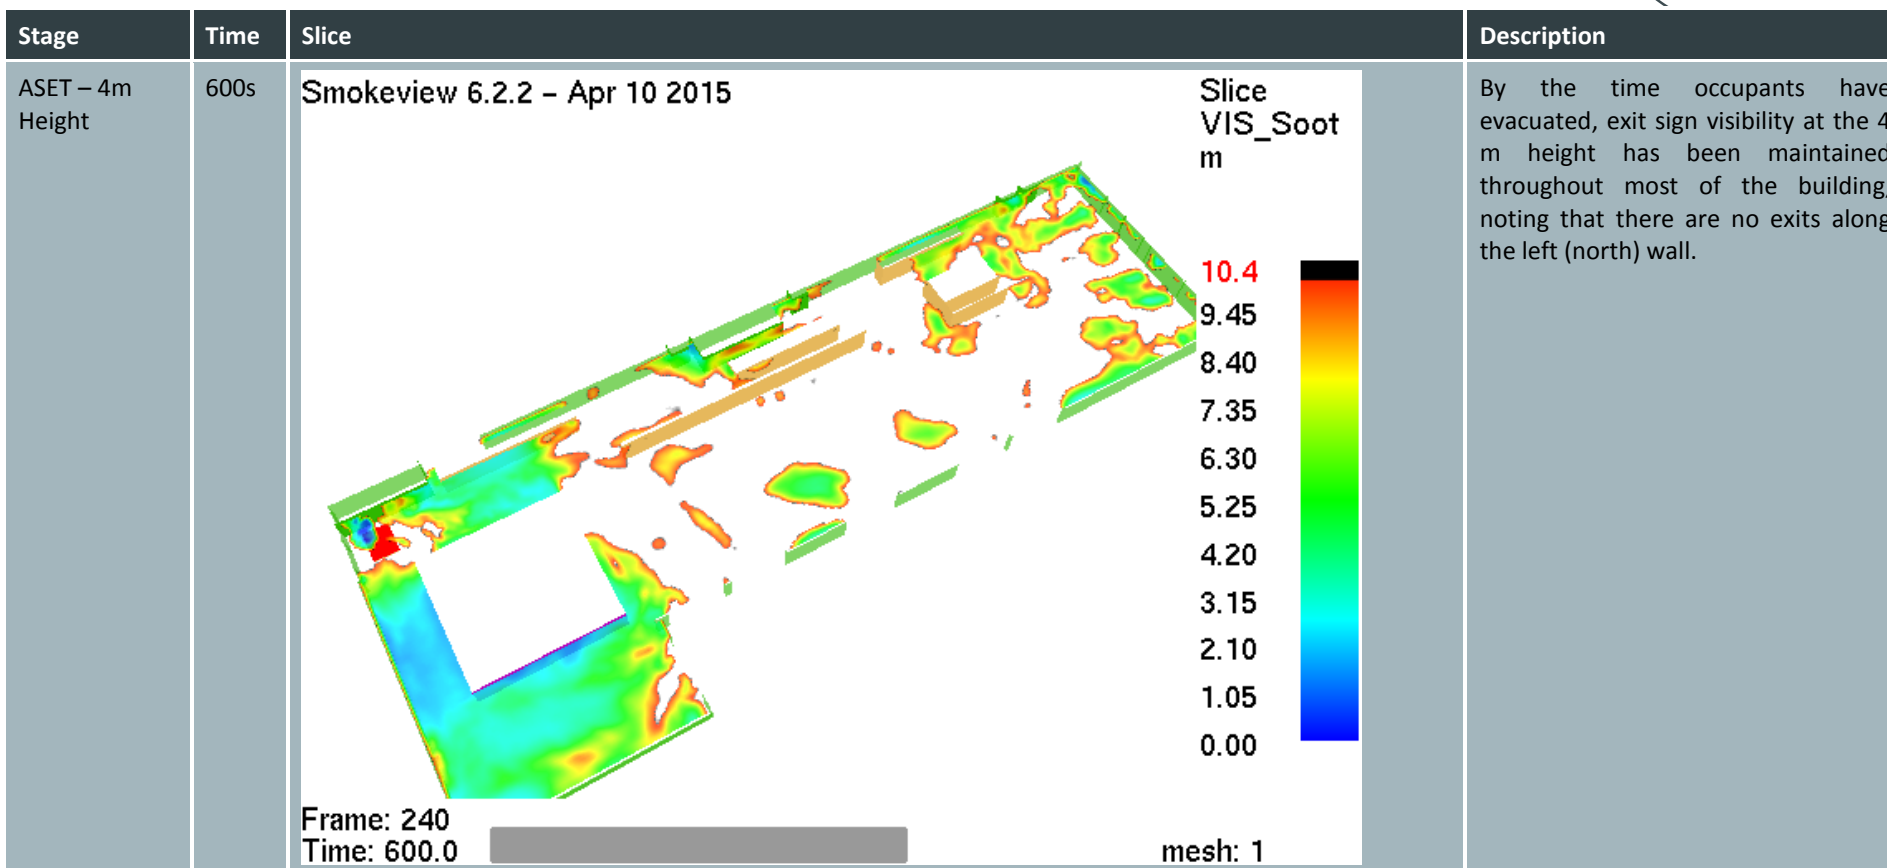 Stage Time Slice Description
ASET – 4m
Height
600s
Smokeview 6.2.2 – Apr 10 2015
Slice
VIS_Soot
m
10.4
9.45
8.40
7.35
6.30
5.25
4.20
3.15
2.10
1.05
0.00
Frame: 240
Time: 600.0
mesh: 1
By the time occupants have
evacuated, exit sign visibility at the 4
m height has been maintained
throughout most of the building,
noting that there are no exits along
the left (north) wall.